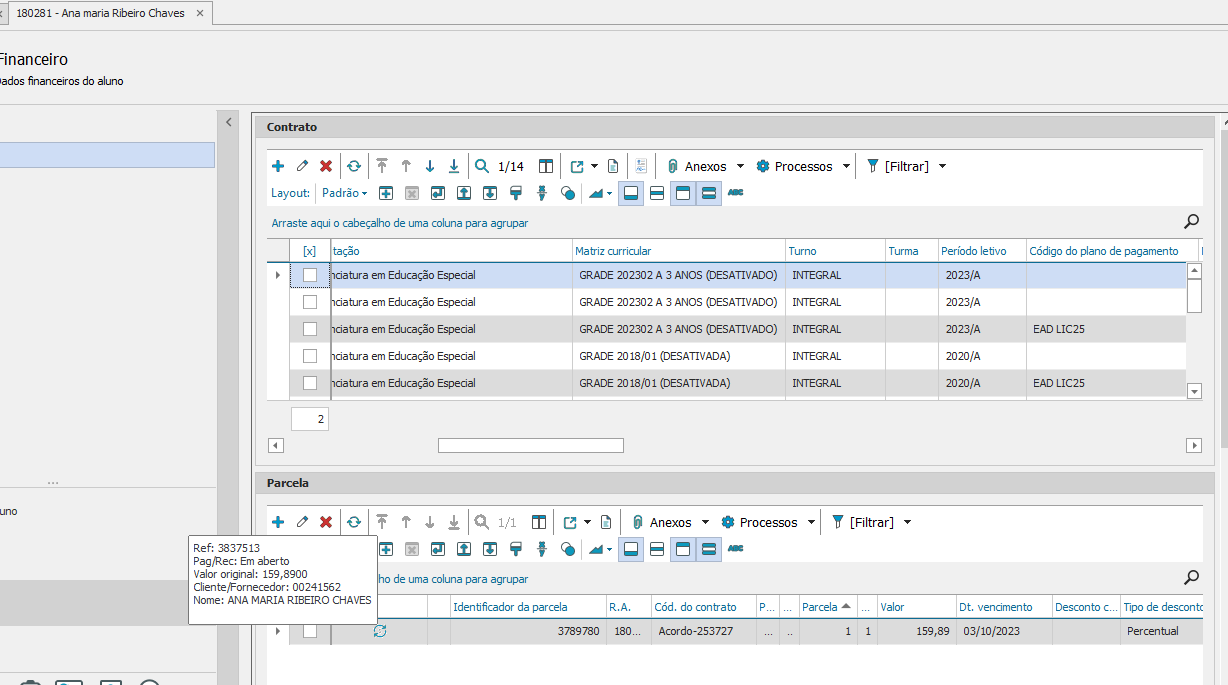 180281 - Ana maria Ribeiro Chaves
Financeiro
Dados financeiros do aluno
Contrato
1/14 Anexos Processos [Filtrar]
Layout: Padrão ABC
Arraste aqui o cabeçalho de uma coluna para agrupar
[x] tação Matriz curricular Turno Turma Período letivo Código do plano de pagamento
nciatura em Educação Especial GRADE 202302 A 3 ANOS (DESATIVADO) INTEGRAL 2023/A
nciatura em Educação Especial GRADE 202302 A 3 ANOS (DESATIVADO) INTEGRAL 2023/A
nciatura em Educação Especial GRADE 202302 A 3 ANOS (DESATIVADO) INTEGRAL 2023/A EAD LIC25
nciatura em Educação Especial GRADE 2018/01 (DESATIVADA) INTEGRAL 2020/A
nciatura em Educação Especial GRADE 2018/01 (DESATIVADA) INTEGRAL 2020/A EAD LIC25
2
...
Parcela
uno
1/1 Anexos Processos [Filtrar]
ABC
Ref: 3837513
Pag/Rec: Em aberto
Valor original: 159,8900
Cliente/Fornecedor: 00241562
Nome: ANA MARIA RIBEIRO CHAVES
ho de uma coluna para agrupar
Identificador da parcela R.A. Cód. do contrato P... ... Parcela ... Valor Dt. vencimento Desconto c... Tipo de desconto
3789780 180... Acordo-253727 ... .. 1 1 159,89 03/10/2023 Percentual